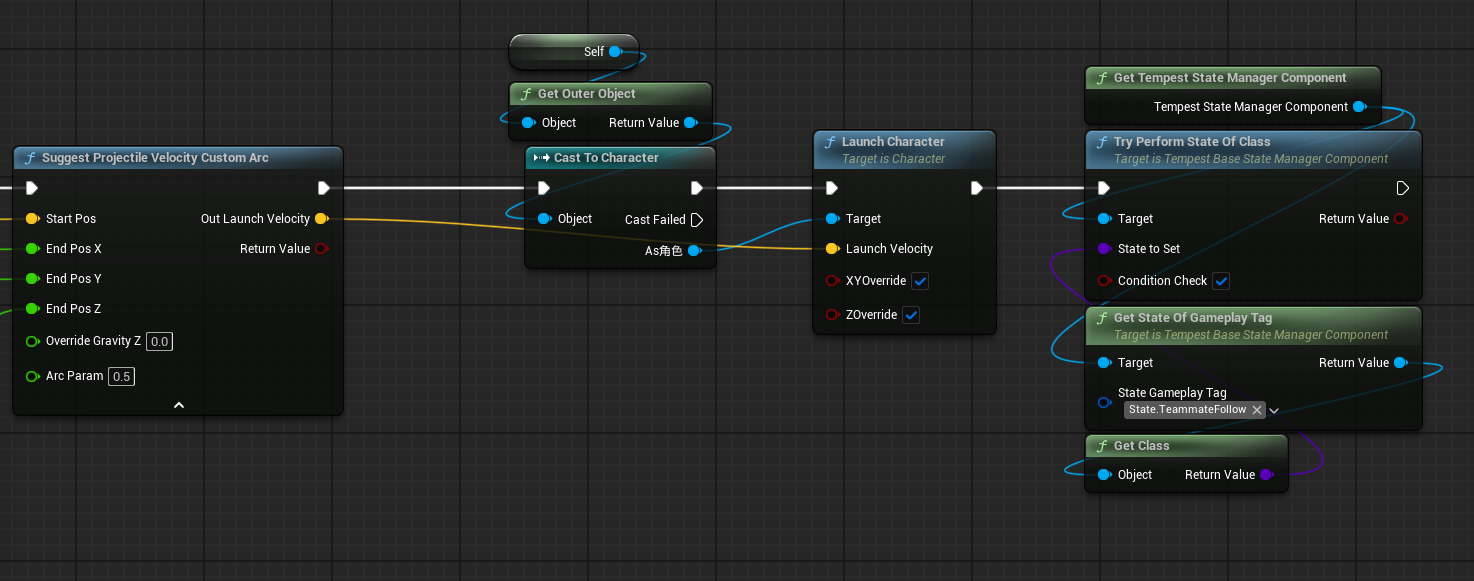 Self
Get Outer Object
Object Return Value
Suggest Projectile Velocity Custom Arc
Start Pos Out Launch Velocity
End Pos X Return Value
End Pos Y
End Pos Z
Override Gravity Z 0.0
Arc Param 0.5
Cast To Character
Object Cast Failed
As角色
Launch Character
Target is Character
Target
Launch Velocity
XYOverride
ZOverride
Get Tempest State Manager Component
Tempest State Manager Component
Try Perform State Of Class
Target is Tempest Base State Manager Component
Target Return Value
State to Set
Condition Check
Get State Of Gameplay Tag
Target is Tempest Base State Manager Component
Target Return Value
State Gameplay Tag
State.TeammateFollow
Get Class
Object Return Value